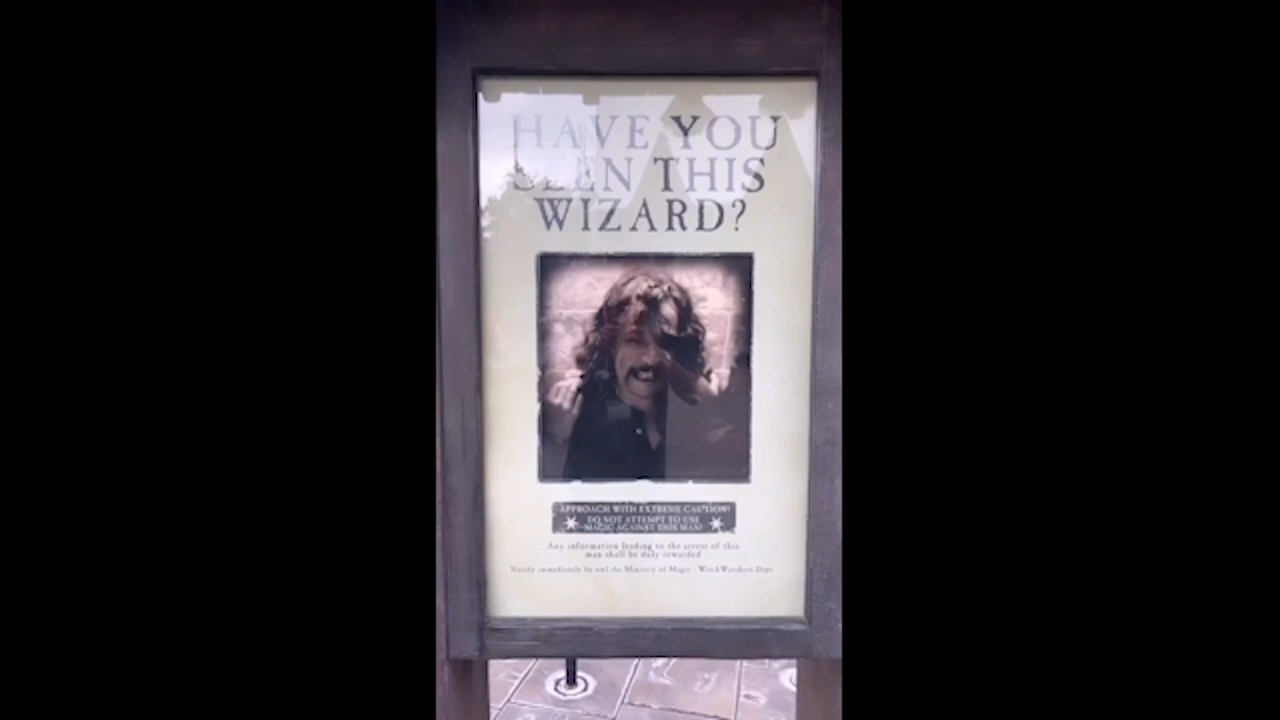 HAVE YOU
SEEN THIS
WIZARD?
APPROACH WITH EXTREME CAUTION!
DO NOT ATTEMPT TO USE
MAGIC AGAINST THIS MAN!
Any information leading to the arrest of this
man shall be duly rewarded
Notify immediately by owl the Ministry of Magic - Witch Watchers Dept.